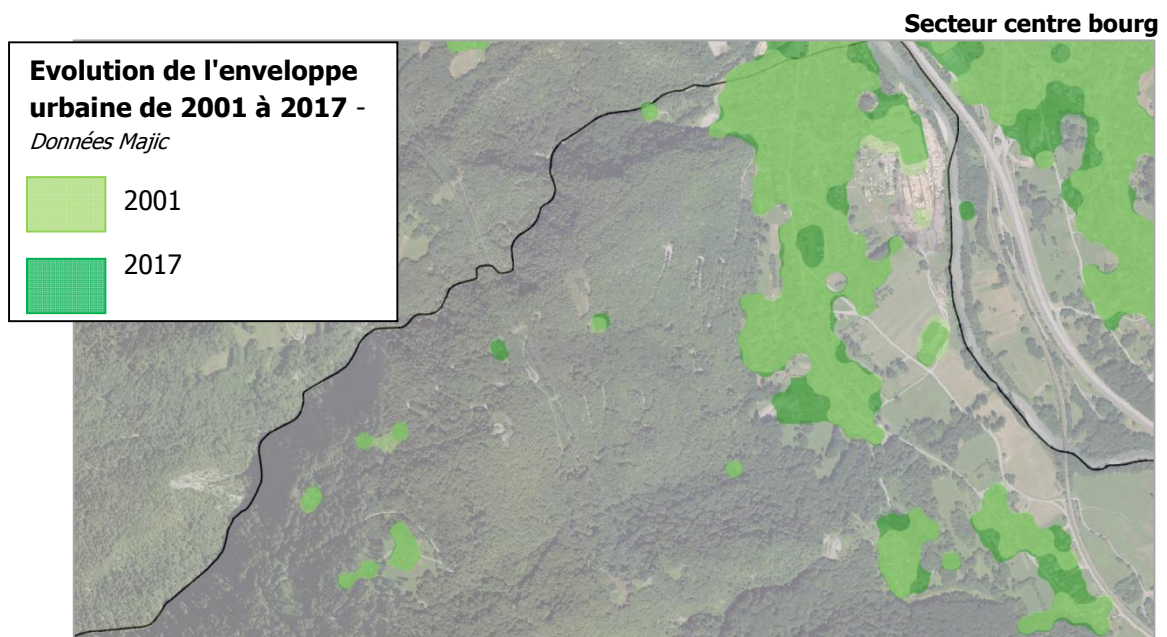 Secteur centre bourg
Evolution de l'enveloppe
urbaine de 2001 à 2017 -
Données Majic
2001
2017